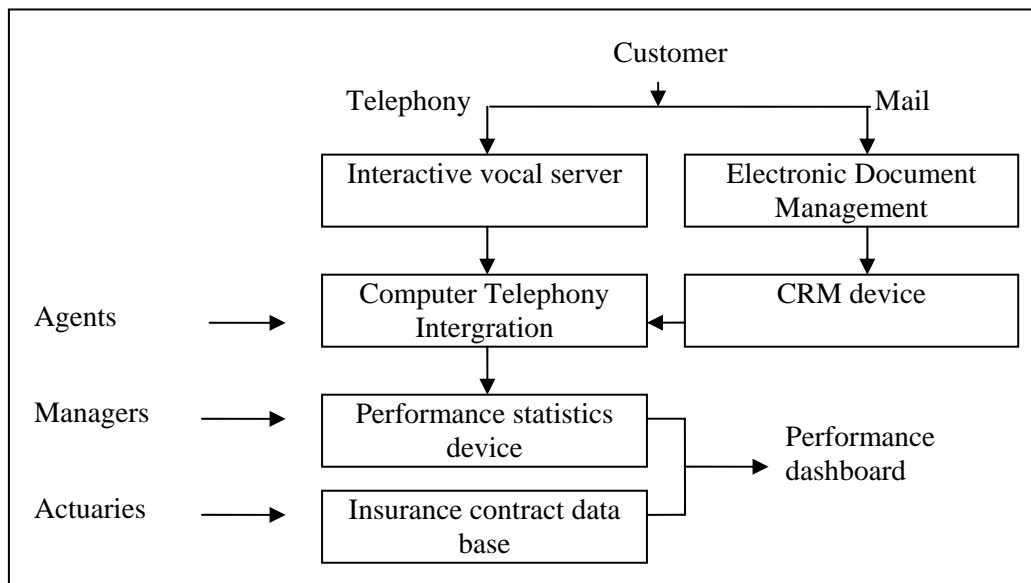 Customer
Telephony
Mail
Interactive vocal server
Electronic Document
Management
Agents
Computer Telephony
Intergration
CRM device
Managers
Performance statistics
device
Performance
dashboard
Actuaries
Insurance contract data
base